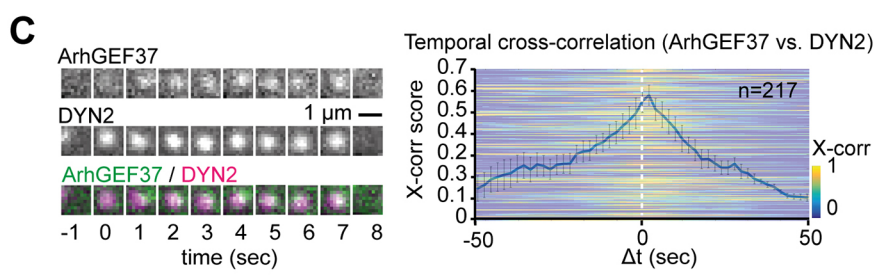 C
ArhGEF37
DYN2
1 μm
ArhGEF37 / DYN2
-1 0 1 2 3 4 5 6 7 8
time (sec)
Temporal cross-correlation (ArhGEF37 vs. DYN2)
n=217
X-corr score
0.7
0.6
0.5
0.4
0.3
0.2
0.1
0
-50 0 50
Δt (sec)
X-corr
1
0